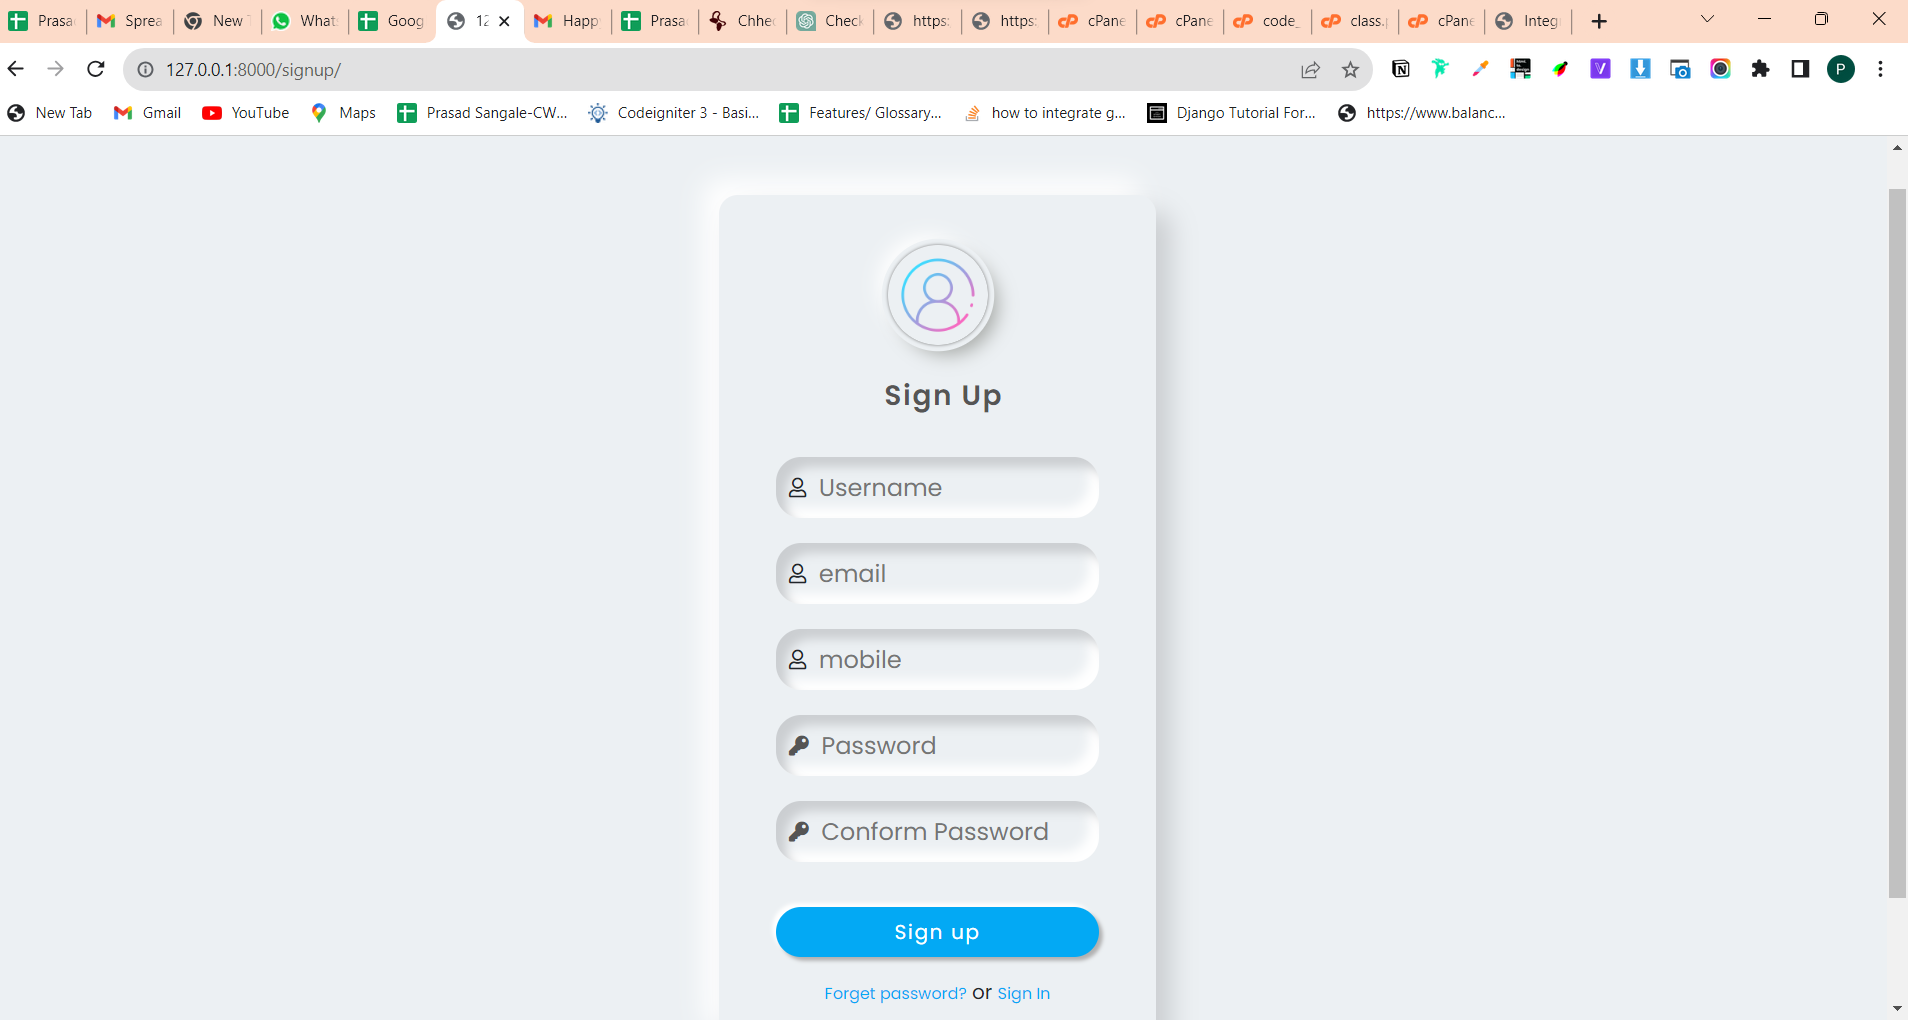 Prasa Sprea New T Whats Goog 12 Happ Prasa Chhec Check https: https: cPane cPane code_ class.p cPane Integ
127.0.0.1:8000/signup/
P
New Tab Gmail YouTube Maps Prasad Sangale-CW... Codeigniter 3 - Basi... Features/ Glossary... how to integrate g... Django Tutorial For... https://www.balanc...
Sign Up
Username
email
mobile
Password
Conform Password
Sign up
Forget password? or Sign In